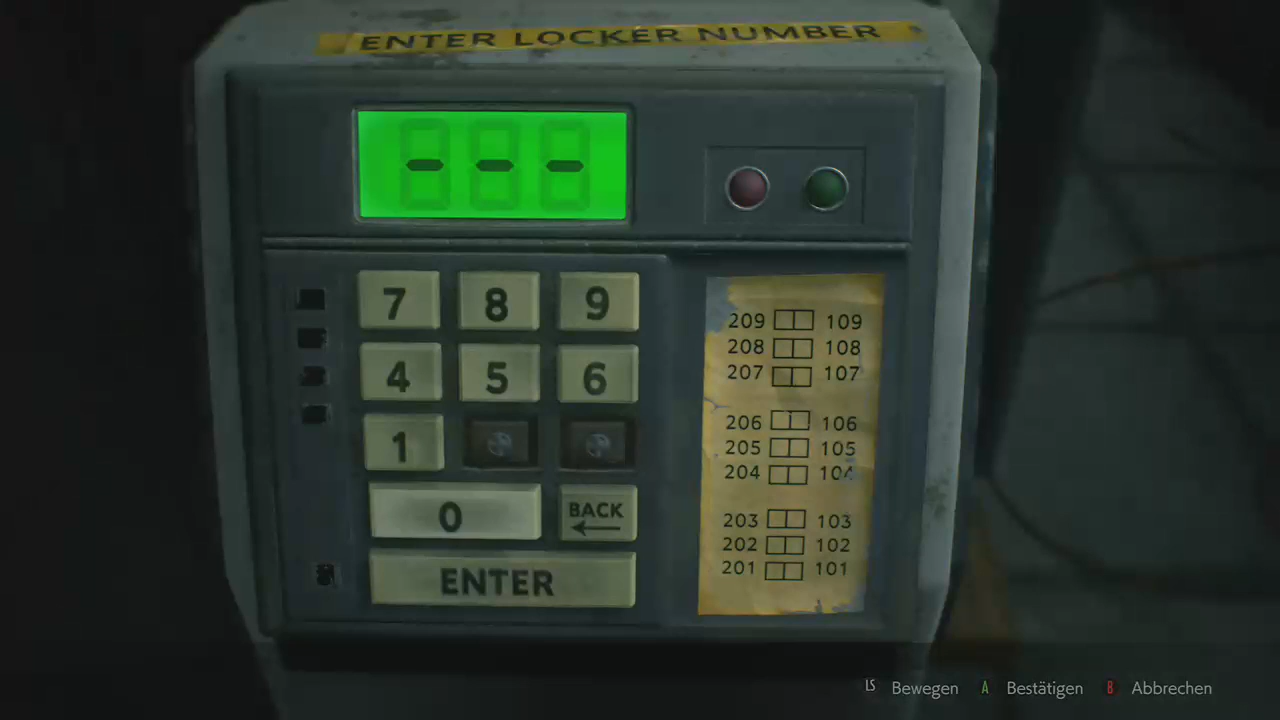 ENTER LOCKER NUMBER
7 8 9
4 5 6
1
0 BACK
ENTER
209 109
208 108
207 107
206 106
205 105
204 104
203 103
202 102
201 101
LS Bewegen A Bestätigen B Abbrechen